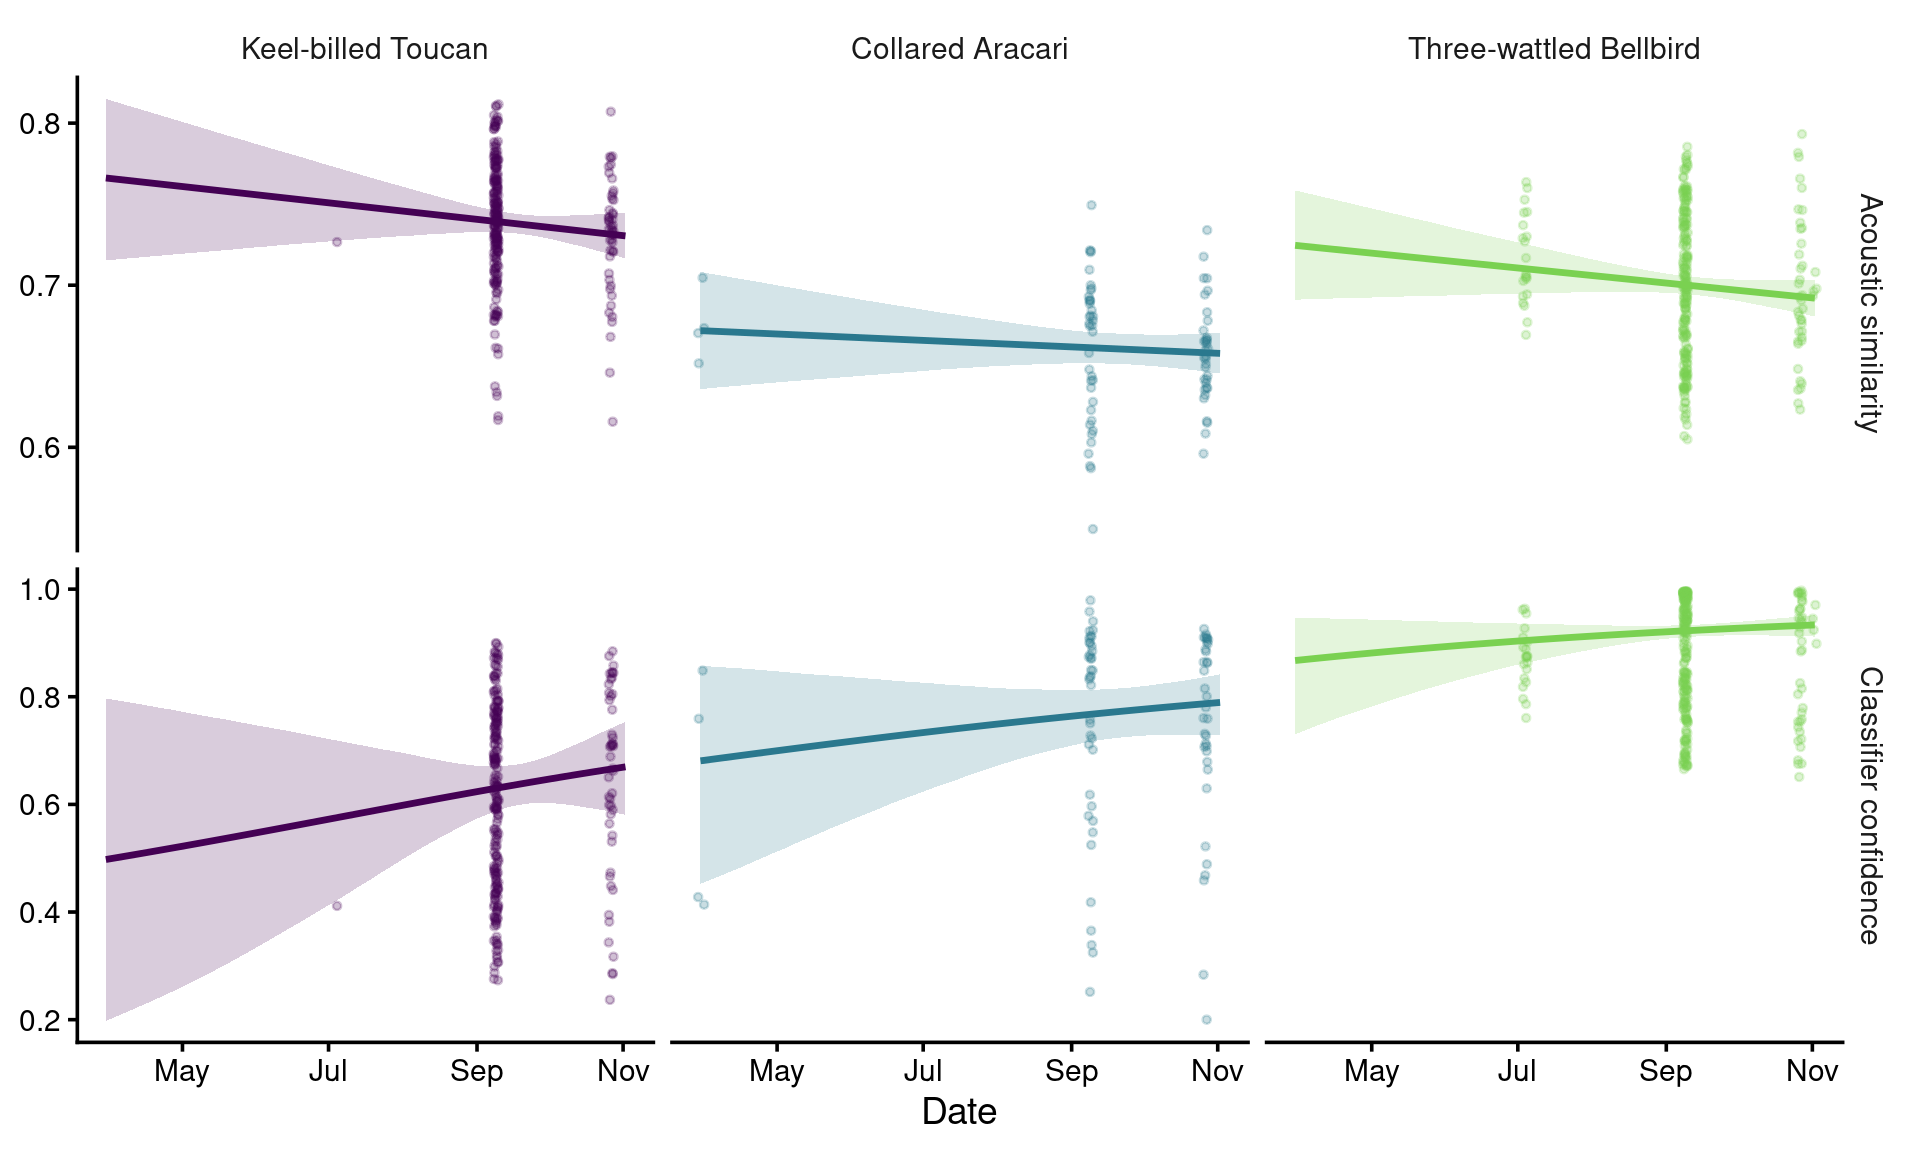 Keel-billed Toucan
Collared Aracari
Three-wattled Bellbird
0.8
0.7
0.6
Acoustic similarity
1.0
0.8
0.6
0.4
0.2
Classifier confidence
May Jul Sep Nov
May Jul Sep Nov
May Jul Sep Nov
Date